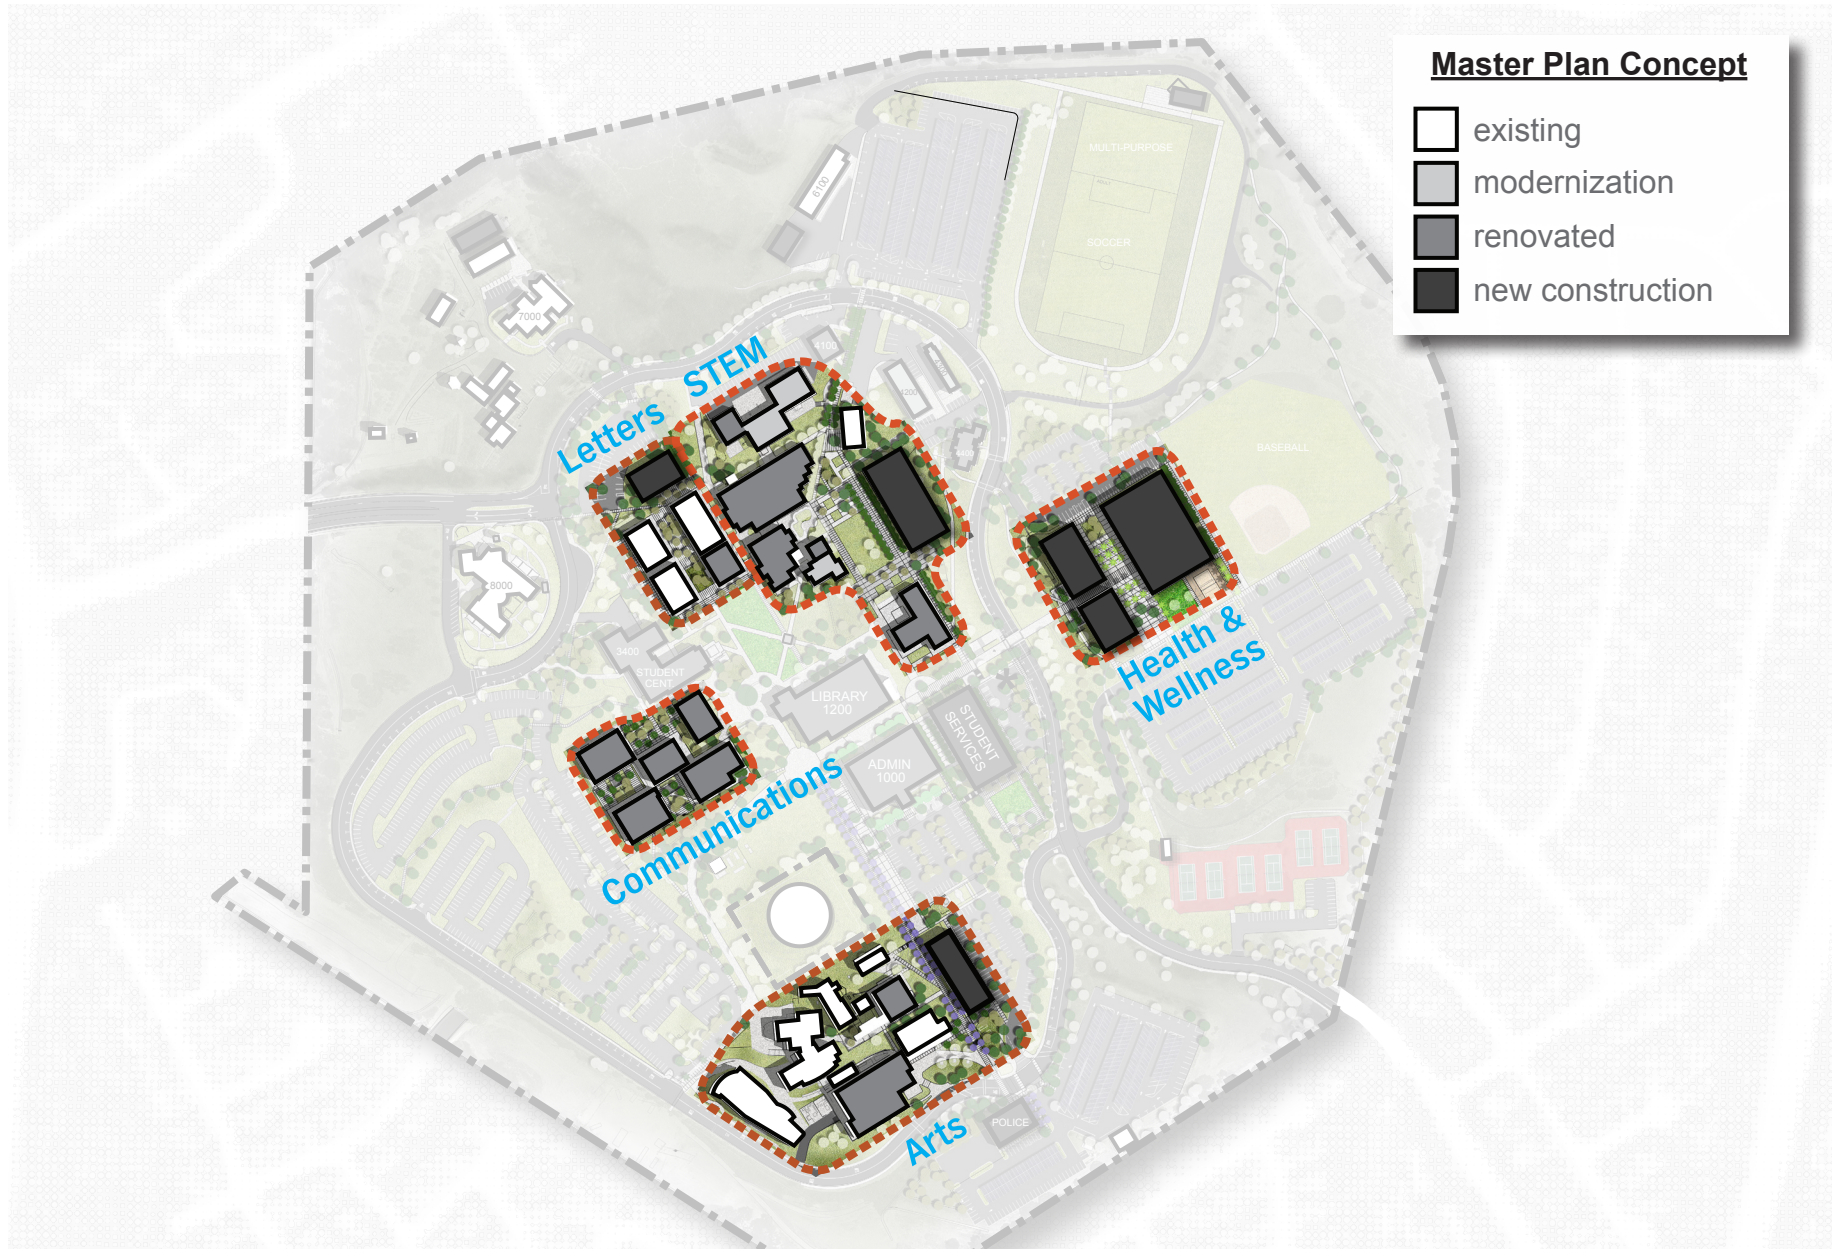 Master Plan Concept
existing
modernization
renovated
new construction
MULTI-PURPOSE
SOCCER
6100
7000
4100
STEM
Letters
BASEBALL
8000
3400
STUDENT
CENT.
LIBRARY
1200
STUDENT
SERVICES
ADMIN
1000
Health &
Wellness
Communications
Arts
POLICE